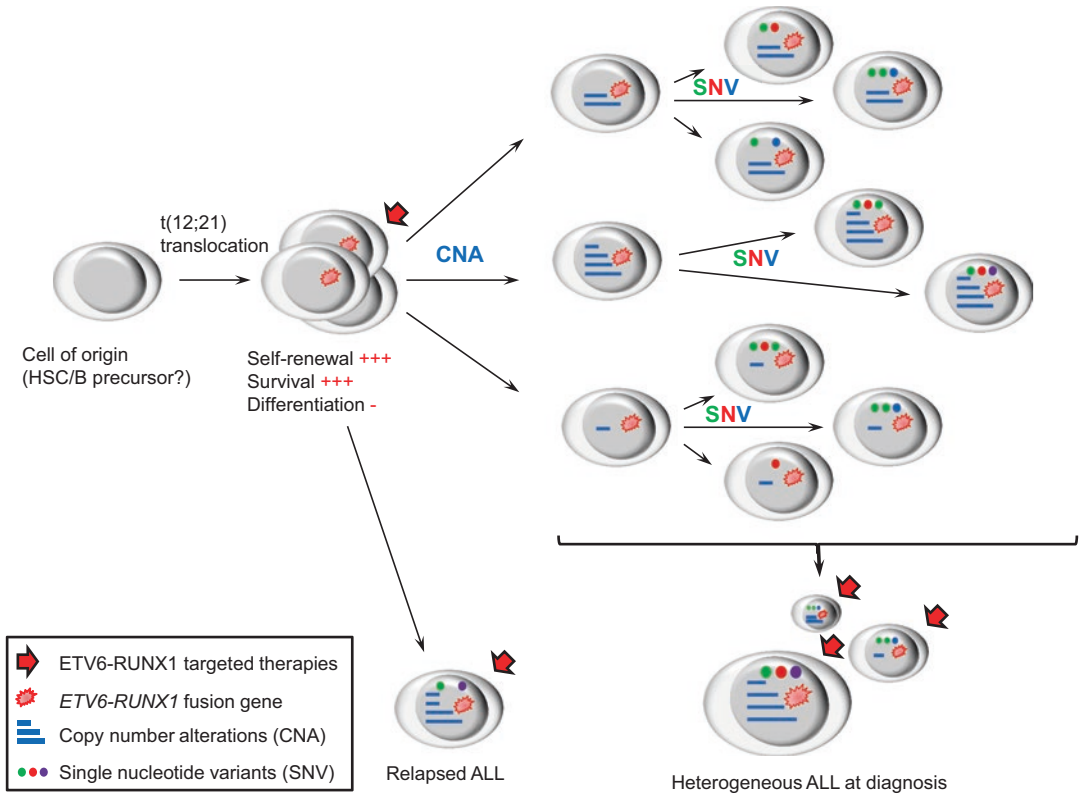 SNV
t(12;21)
translocation
CNA
SNV
Cell of origin
(HSC/B precursor?)
Self-renewal +++
Survival +++
Differentiation -
SNV
ETV6-RUNX1 targeted therapies
ETV6-RUNX1 fusion gene
Copy number alterations (CNA)
Single nucleotide variants (SNV)
Relapsed ALL
Heterogeneous ALL at diagnosis